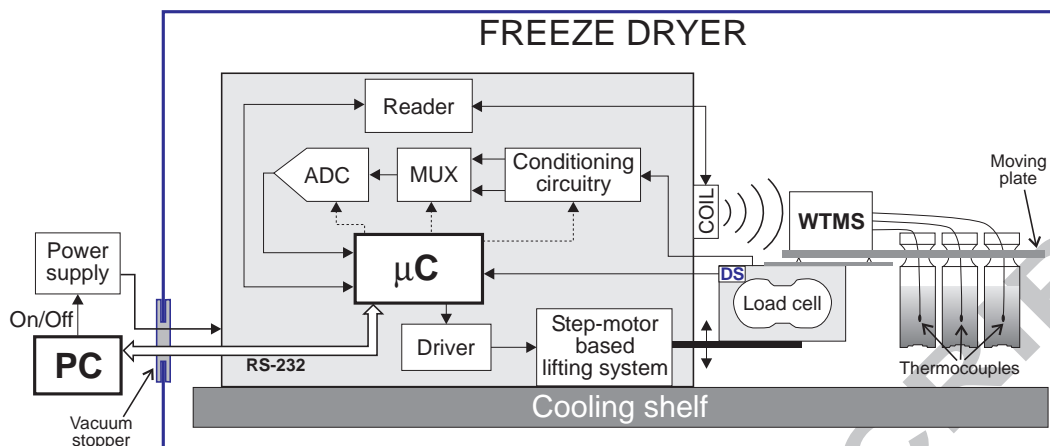 FREEZE DRYER
Reader
ADC
MUX
Conditioning
circuitry
COIL
WTMS
Moving
plate
Power
supply
μC
DS
Load cell
On/Off
PC
RS-232
Driver
Step-motor
based
lifting system
Thermocouples
Vacuum
stopper
Cooling shelf